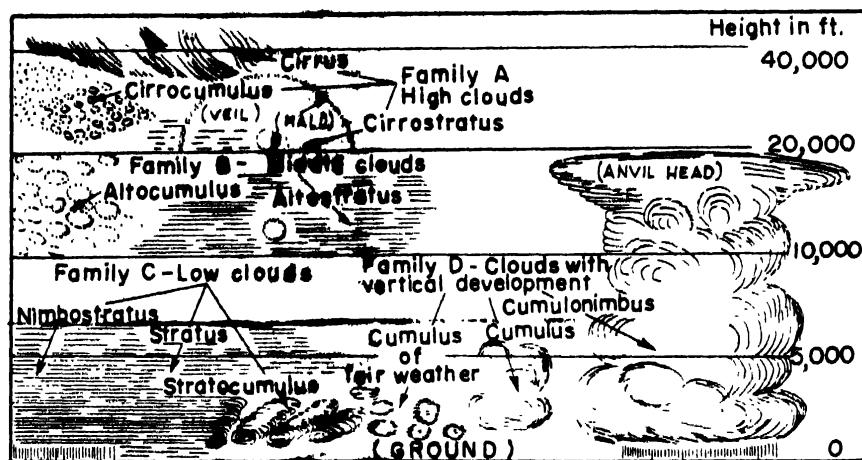 Height in ft.
40,000
Cirrus
Family A
High clouds
Cirrocumulus
(VEIL)
(HALO)
Cirrostratus
20,000
Family B - Middle clouds
(ANVIL HEAD)
Altocumulus
Altostratus
10,000
Family C-Low clouds
Family D - Clouds with
vertical development
Cumulonimbus
Nimbostratus
Stratus
Cumulus
of
fair weather
Cumulus
5,000
Stratocumulus
(GROUND)
0